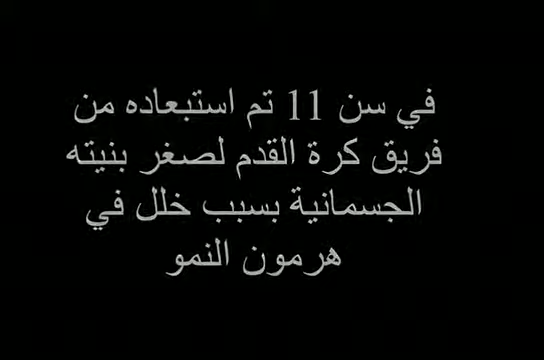 في سن 11 تم استبعاده من
فريق كرة القدم لصغر بنيته
الجسمانية بسبب خلل في
هرمون النمو